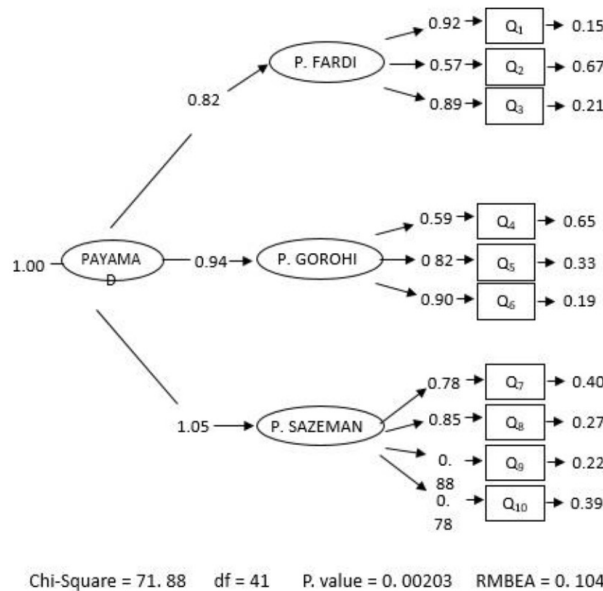 0.92 Q1 0.15
P. FARDI 0.57 Q2 0.67
0.82 0.89 Q3 0.21
0.59 Q4 0.65
1.00 PAYAMA 0.94 P. GOROHI 0 82 Q5 0.33
D
0.90 Q6 0.19
0.78 Q7 0.40
1.05 P. SAZEMAN 0.85 Q8 0.27
0. Q9 0.22
88
0. Q10 0.39
78
Chi-Square = 71. 88 df = 41 P. value = 0. 00203 RMBEA = 0. 104